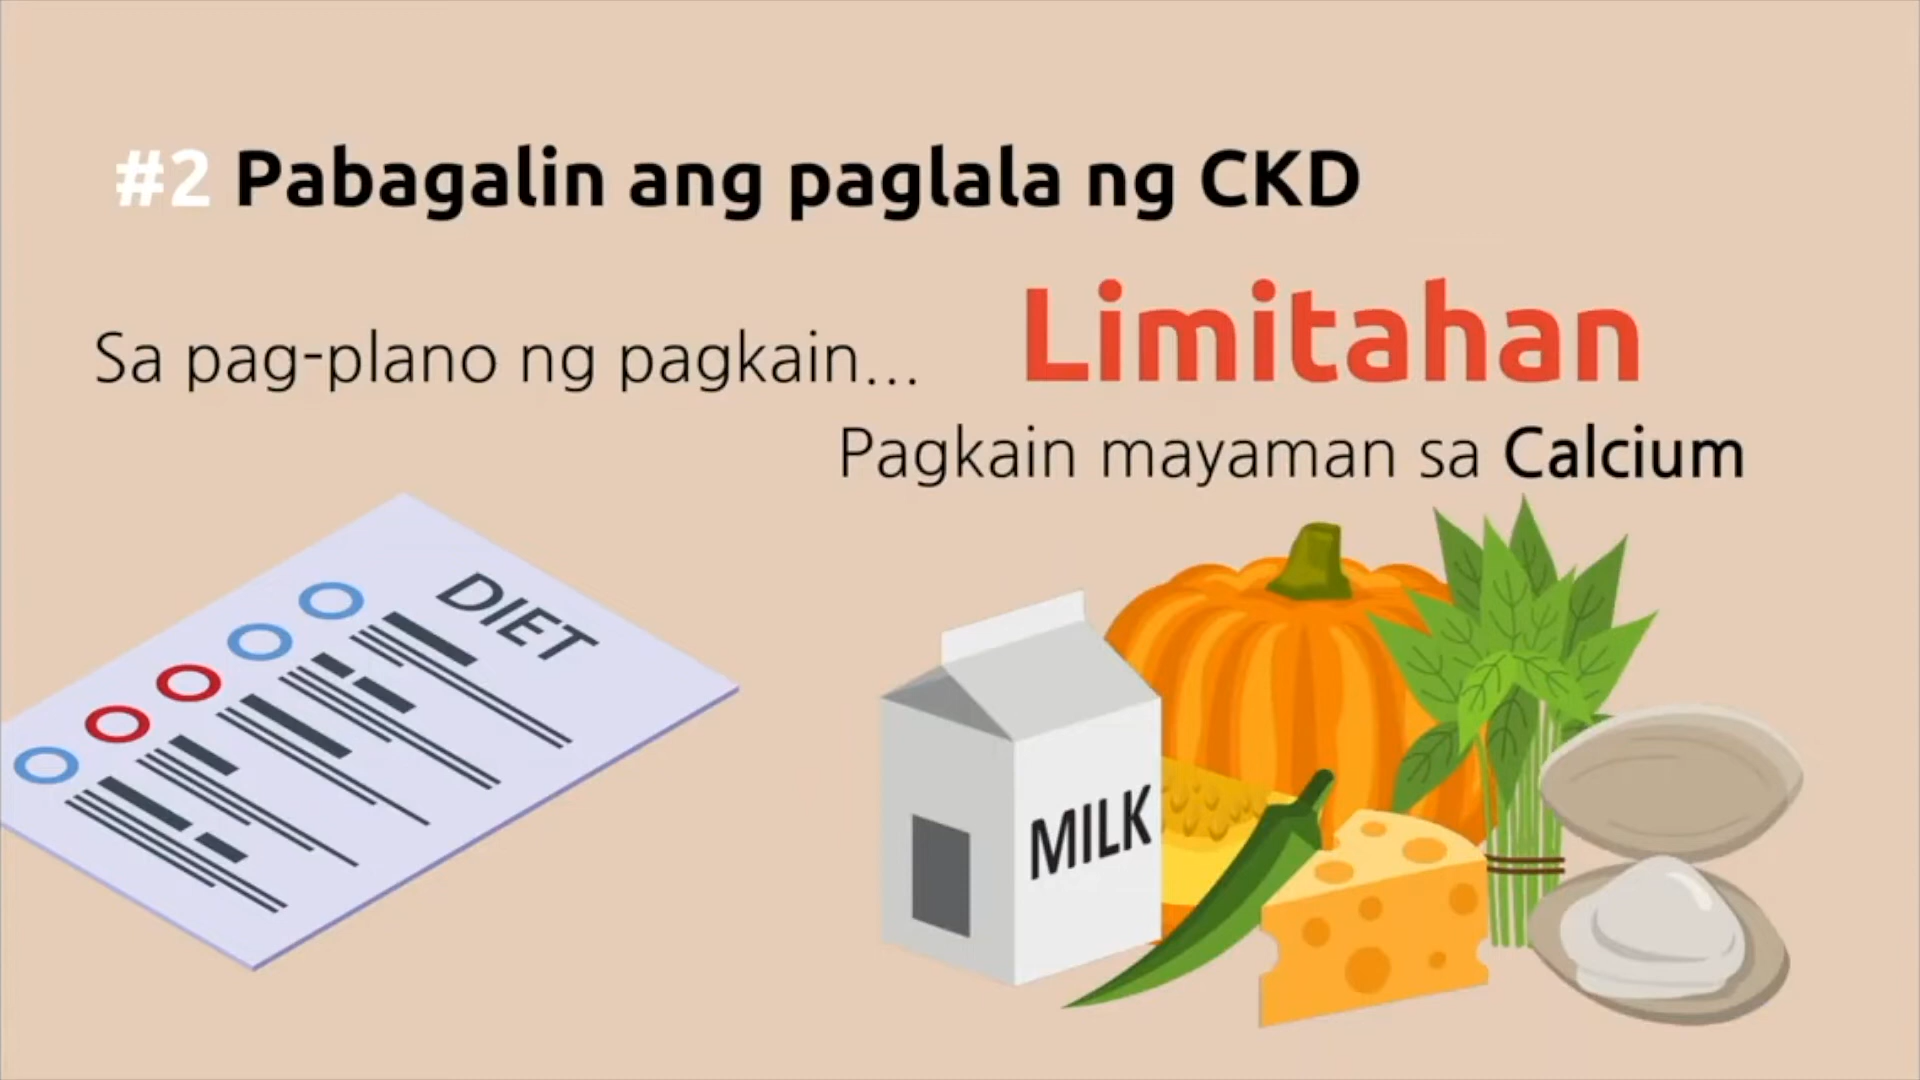 #2 Pabagalin ang paglala ng CKD
Sa pag-plano ng pagkain...
Limitahan
Pagkain mayaman sa Calcium
DIET
MILK